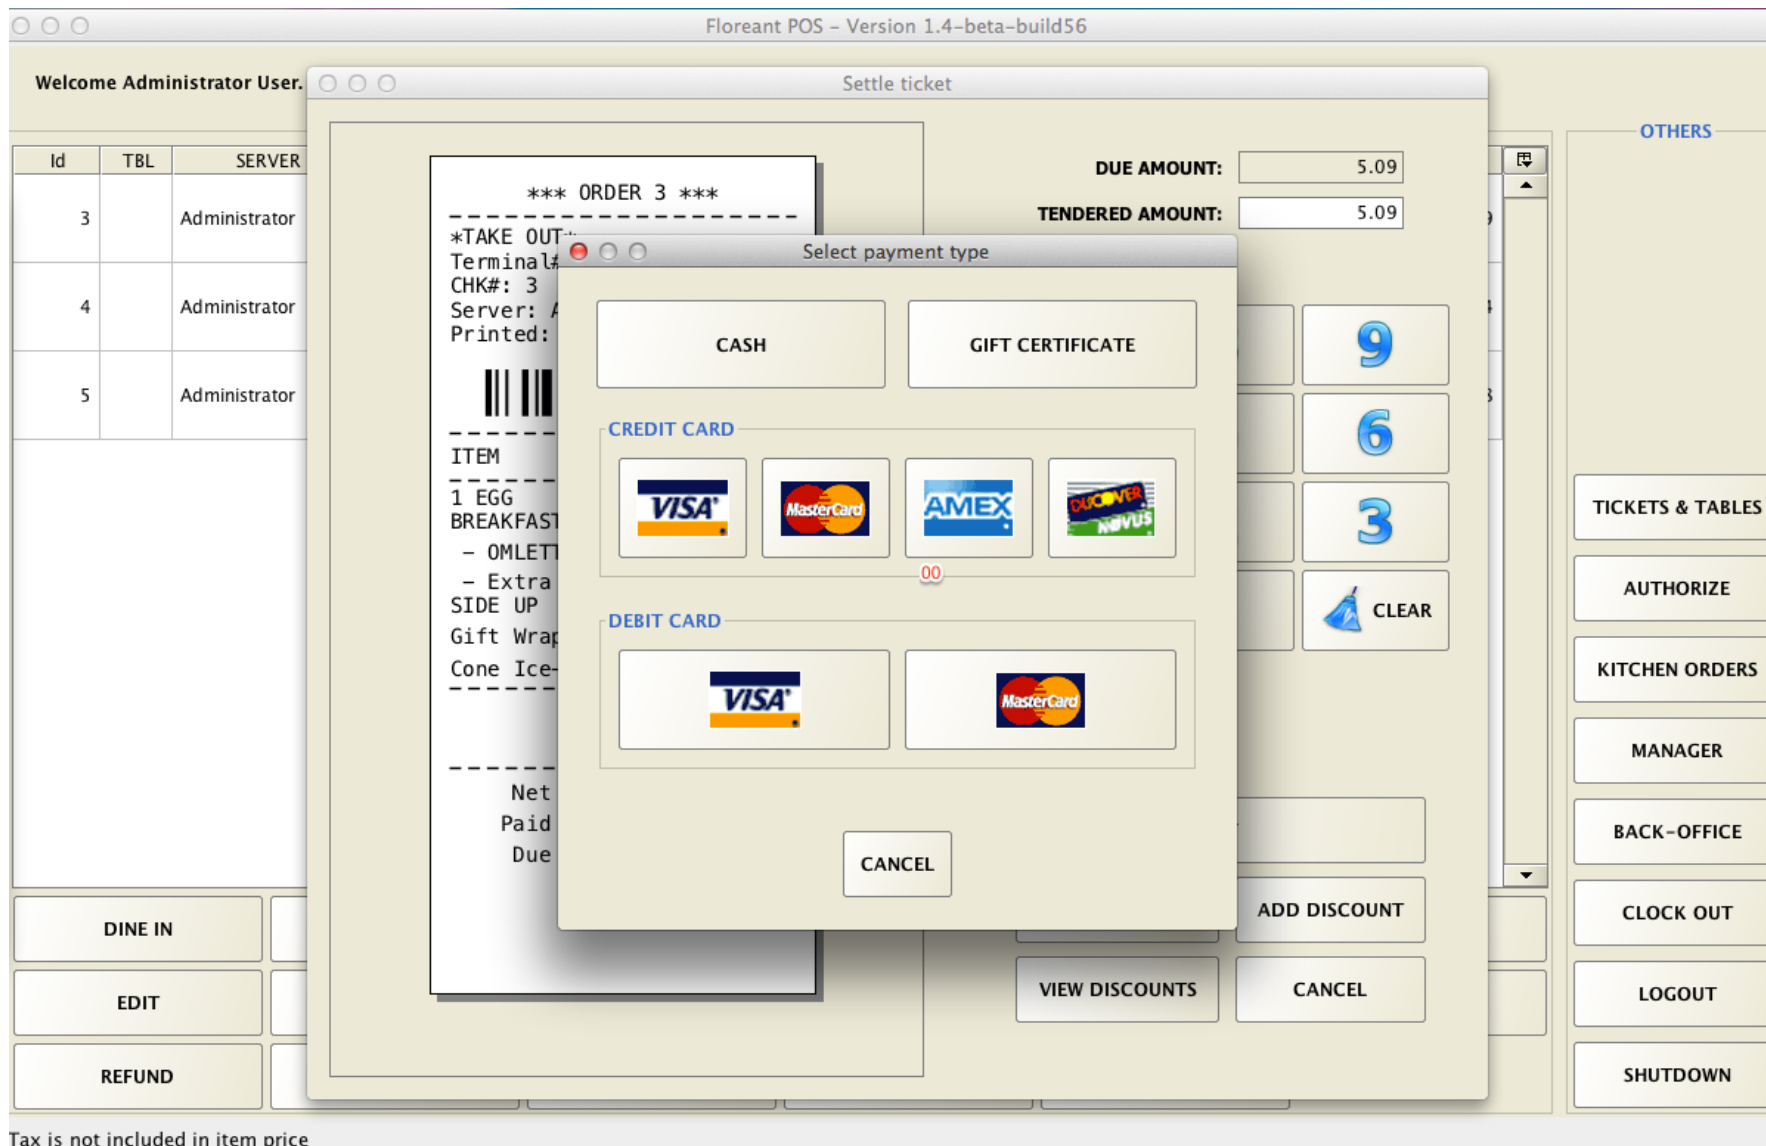 Floreant POS - Version 1.4-beta-build56
Welcome Administrator User.
Settle ticket
OTHERS
Id TBL SERVER
3 Administrator
4 Administrator
5 Administrator
*** ORDER 3 ***
*TAKE OUT*
Terminal#
CHK#: 3
Server:
Printed:
ITEM
1 EGG
BREAKFAST
- OMLETT
- Extra
SIDE UP
Gift Wrap
Cone Ice-
Net
Paid
Due
DUE AMOUNT: 5.09
TENDERED AMOUNT: 5.09
Select payment type
CASH
GIFT CERTIFICATE
CREDIT CARD
VISA
MasterCard
AMEX
DISCOVER
NOVUS
00
DEBIT CARD
VISA
MasterCard
CANCEL
9
6
3
CLEAR
ADD DISCOUNT
VIEW DISCOUNTS
CANCEL
TICKETS & TABLES
AUTHORIZE
KITCHEN ORDERS
MANAGER
BACK-OFFICE
CLOCK OUT
LOGOUT
SHUTDOWN
DINE IN
EDIT
REFUND
Tax is not included in item price